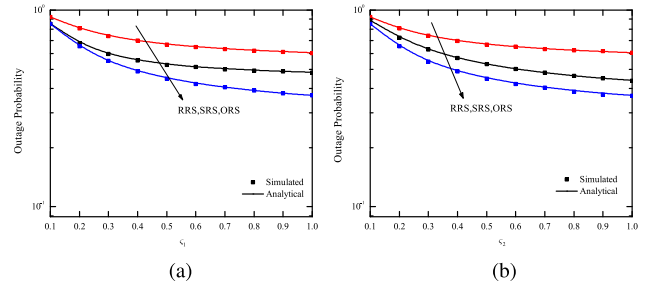 10⁰
10⁰
Outage Probability
Outage Probability
RRS,SRS,ORS
RRS,SRS,ORS
Simulated
Analytical
Simulated
Analytical
10⁻¹
10⁻¹
0.1 0.2 0.3 0.4 0.5 0.6 0.7 0.8 0.9 1.0
0.1 0.2 0.3 0.4 0.5 0.6 0.7 0.8 0.9 1.0
ς₁
ς₂
(a)
(b)